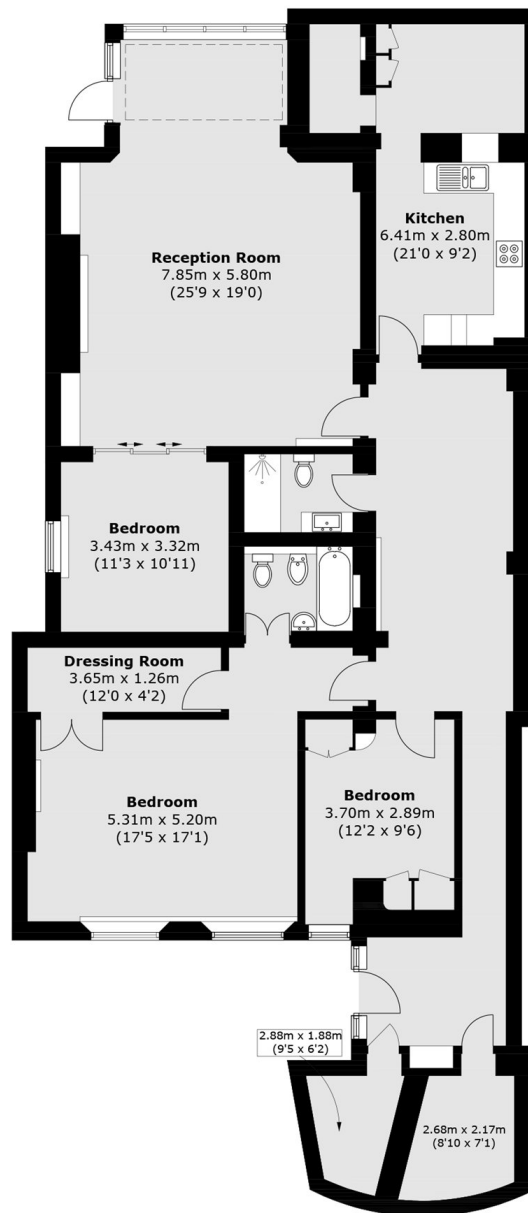 Kitchen
6.41m x 2.80m
(21'0 x 9'2)
Reception Room
7.85m x 5.80m
(25'9 x 19'0)
Bedroom
3.43m x 3.32m
(11'3 x 10'11)
Dressing Room
3.65m x 1.26m
(12'0 x 4'2)
Bedroom
5.31m x 5.20m
(17'5 x 17'1)
Bedroom
3.70m x 2.89m
(12'2 x 9'6)
2.88m x 1.88m
(9'5 x 6'2)
2.68m x 2.17m
(8'10 x 7'1)